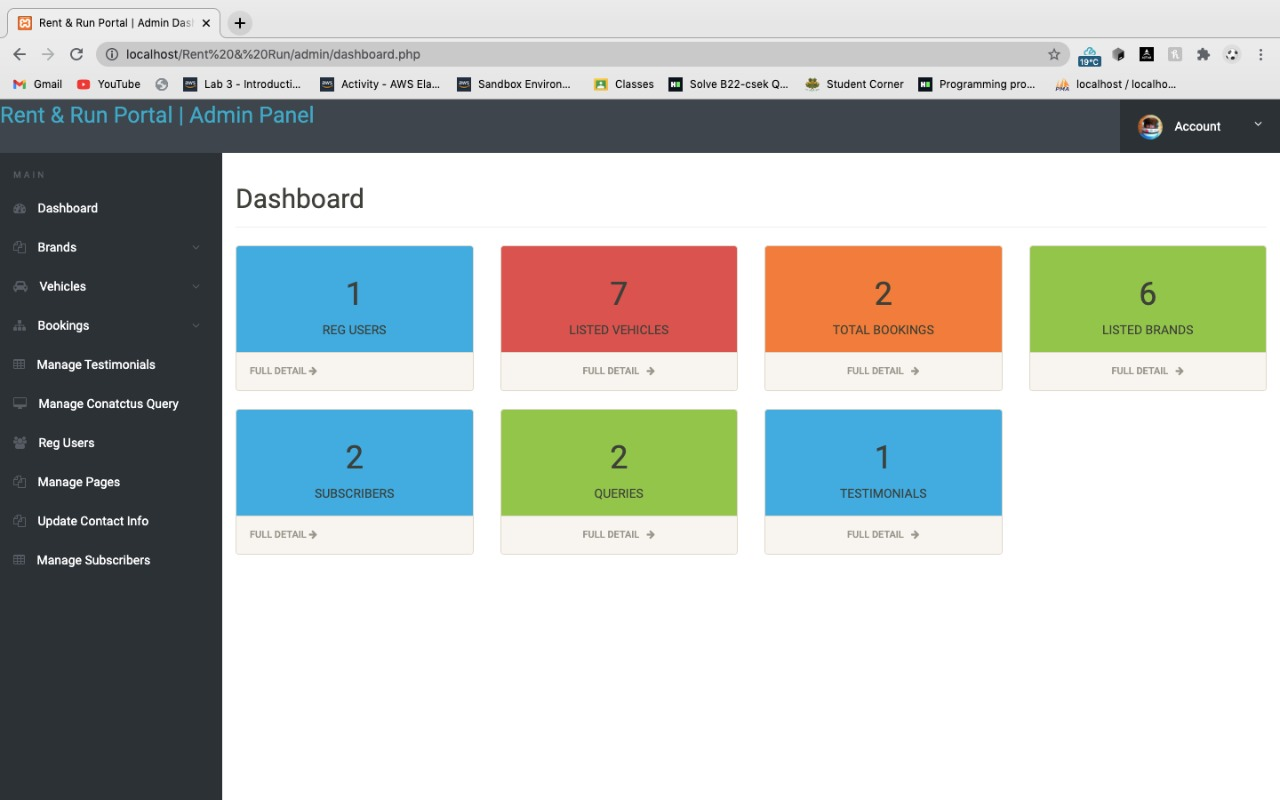 Rent & Run Portal | Admin Das
localhost/Rent%20&%20Run/admin/dashboard.php
19°C
Gmail YouTube Lab 3 - Introducti... Activity - AWS Ela... Sandbox Environ... Classes Solve B22-csek Q... Student Corner Programming pro... localhost / localho...
Rent & Run Portal | Admin Panel
Account
MAIN
Dashboard
Brands
Vehicles
Bookings
Manage Testimonials
Manage Conatctus Query
Reg Users
Manage Pages
Update Contact Info
Manage Subscribers
Dashboard
1 7 2 6
REG USERS LISTED VEHICLES TOTAL BOOKINGS LISTED BRANDS
FULL DETAIL FULL DETAIL FULL DETAIL FULL DETAIL
2 2 1
SUBSCRIBERS QUERIES TESTIMONIALS
FULL DETAIL FULL DETAIL FULL DETAIL